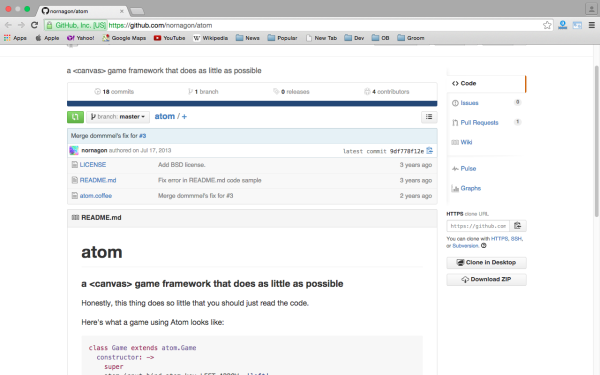 nornagon/atom
GitHub, Inc. [US] https://github.com/nornagon/atom
Apps Apple Yahoo! Google Maps YouTube Wikipedia News Popular New Tab Dev OB Groom
a <canvas> game framework that does as little as possible
18 commits 1 branch 0 releases 4 contributors
branch: master atom / +
Merge dommmel's fix for #3
nornagon authored on Jul 17, 2013 latest commit 9df778f12e
LICENSE Add BSD license. 3 years ago
README.md Fix error in README.md code sample 3 years ago
atom.coffee Merge dommmel's fix for #3 2 years ago
README.md
atom
a <canvas> game framework that does as little as possible
Honestly, this thing does so little that you should just read the code.
Here's what a game using Atom looks like:
class Game extends atom.Game
constructor: ->
super
Code
Issues 0
Pull Requests 1
Wiki
Pulse
Graphs
HTTPS clone URL
https://github.com
You can clone with HTTPS, SSH,
or Subversion.
Clone in Desktop
Download ZIP